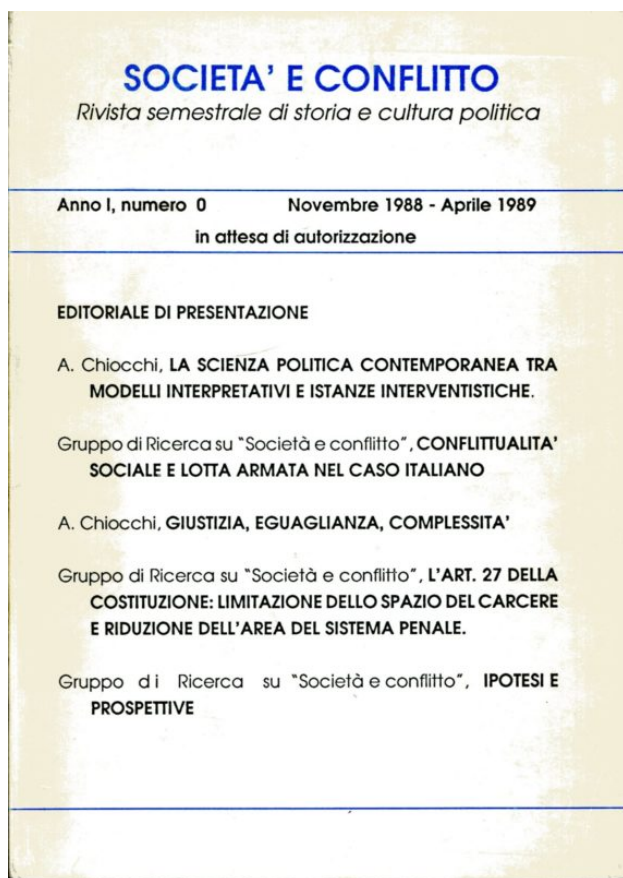 SOCIETA' E CONFLITTO
Rivista semestrale di storia e cultura politica
Anno I, numero 0 Novembre 1988 - Aprile 1989
in attesa di autorizzazione
EDITORIALE DI PRESENTAZIONE
A. Chiocchi, LA SCIENZA POLITICA CONTEMPORANEA TRA
MODELLI INTERPRETATIVI E ISTANZE INTERVENTISTICHE.
Gruppo di Ricerca su "Società e conflitto", CONFLITTUALITA'
SOCIALE E LOTTA ARMATA NEL CASO ITALIANO
A. Chiocchi, GIUSTIZIA, EGUAGLIANZA, COMPLESSITA'
Gruppo di Ricerca su "Società e conflitto", L'ART. 27 DELLA
COSTITUZIONE: LIMITAZIONE DELLO SPAZIO DEL CARCERE
E RIDUZIONE DELL'AREA DEL SISTEMA PENALE.
Gruppo di Ricerca su "Società e conflitto", IPOTESI E
PROSPETTIVE